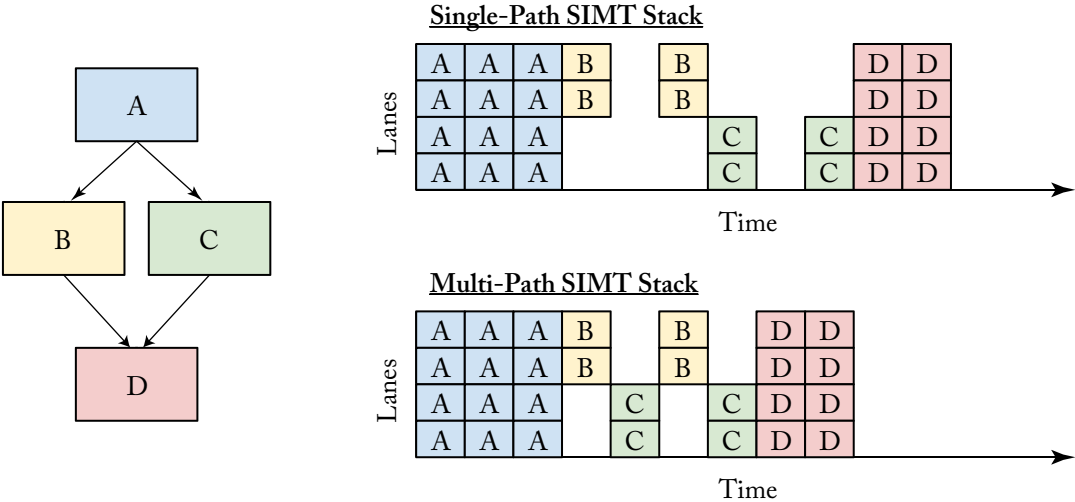 A
B C
D
Single-Path SIMT Stack
Lanes
A A A B B D D
A A A B B D D
A A A C C D D
A A A C C D D
Time
Multi-Path SIMT Stack
Lanes
A A A B B D D
A A A B B D D
A A A C C D D
A A A C C D D
Time